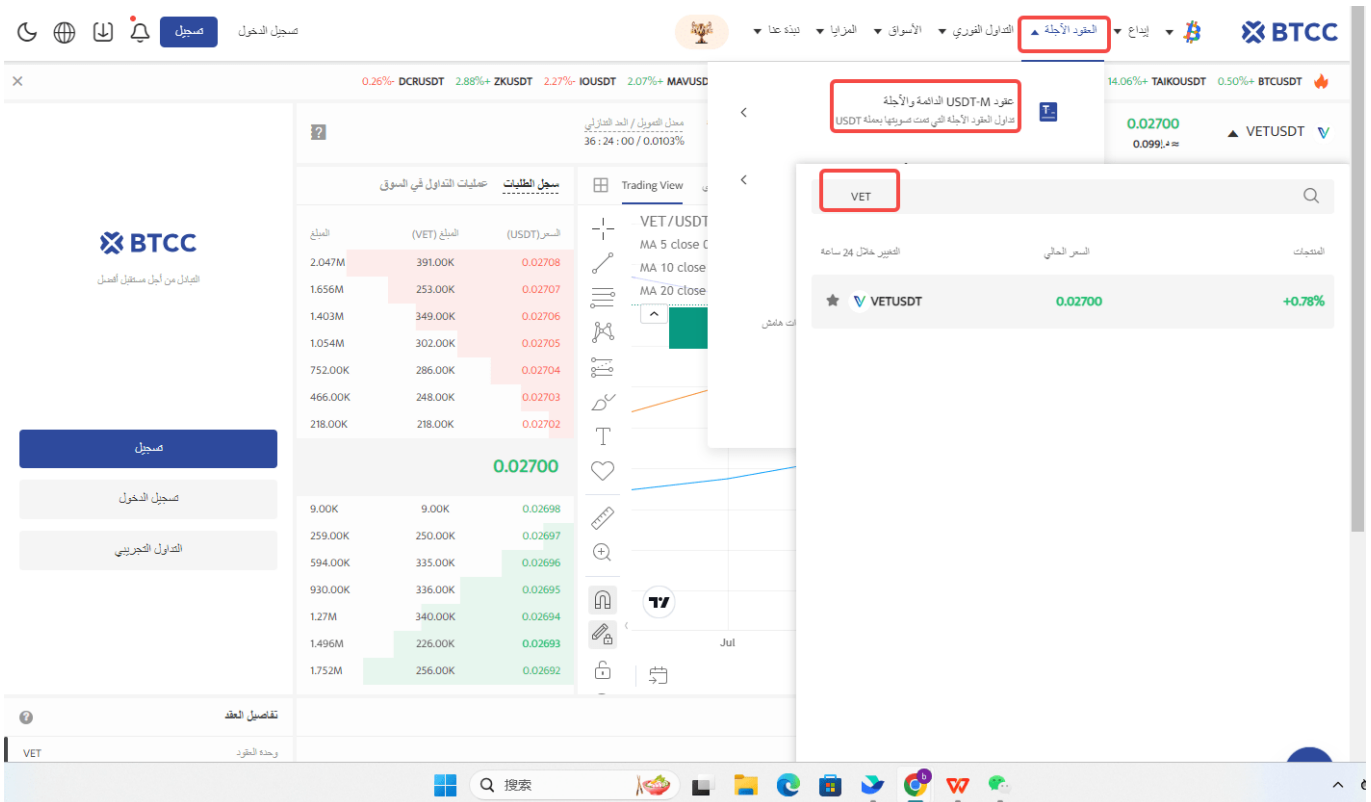 BTCC
إيداع
العقود الآجلة
التداول الفوري
الأسواق
المزايا
نبذة عنا
تسجيل الدخول
تسجيل
BTCUSDT +0.50%
TAIKOUSDT +14.06%
MAVUSD +2.07%
IOUSDT -2.27%
ZKUSDT +2.88%
DCRUSDT -0.26%
VETUSDT
0.02700
عقود USDT-M الدائمة والآجلة
تداول العقود الآجلة التي تمت تسويتها بعملة USDT
معدل التمويل / العد التنازلي
36 : 24 : 00 / 0.0103%
VET
المنتجات
السعر الحالي
التغيير خلال 24 ساعة
VETUSDT
0.02700
+0.78%
Trading View
VET/USDT
MA 5 close
MA 10 close
MA 20 close
Jul
سجل الطلبات
عمليات التداول في السوق
السعر(USDT)
المبلغ (VET)
المبلغ
0.02708 391.00K 2.047M
0.02707 253.00K 1.656M
0.02706 349.00K 1.403M
0.02705 302.00K 1.054M
0.02704 286.00K 752.00K
0.02703 248.00K 466.00K
0.02702 218.00K 218.00K
0.02700
0.02698 9.00K 9.00K
0.02697 250.00K 259.00K
0.02696 335.00K 594.00K
0.02695 336.00K 930.00K
0.02694 340.00K 1.27M
0.02693 226.00K 1.496M
0.02692 256.00K 1.752M
BTCC
التبادل من أجل مستقبل أفضل
تسجيل
تسجيل الدخول
التداول التجريبي
تفاصيل العقد
وحدة العقود
VET
搜索